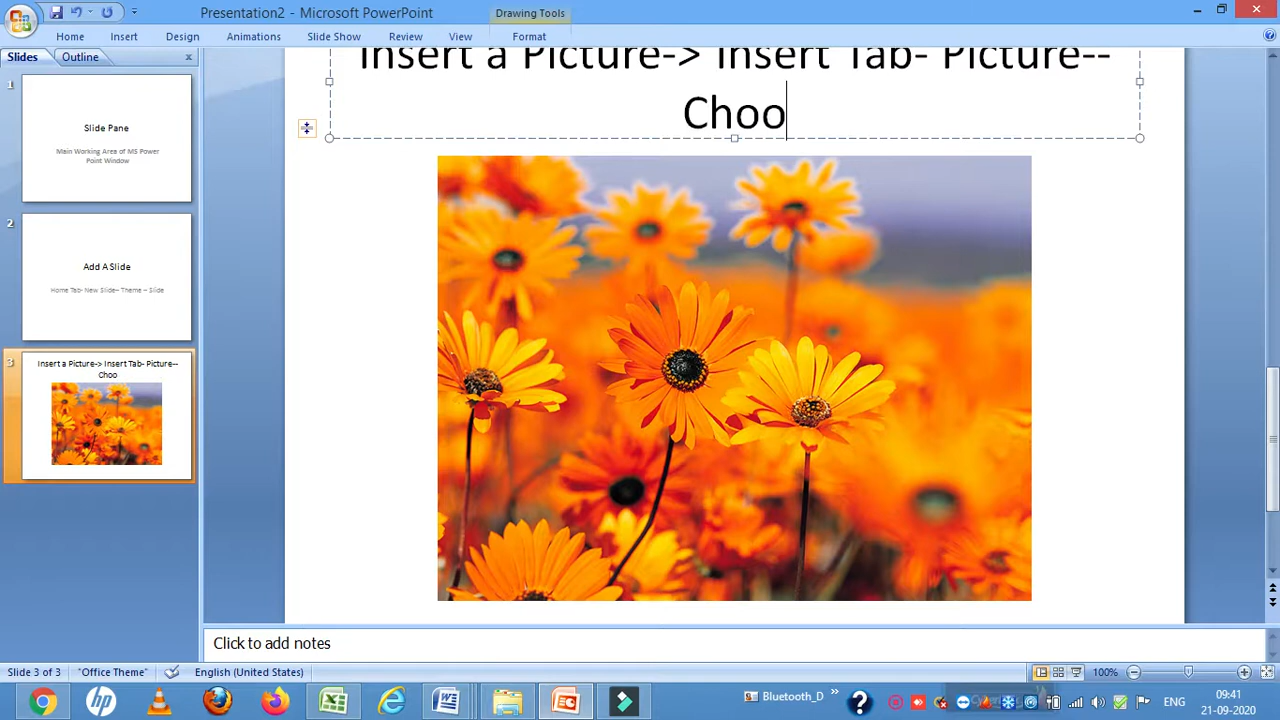 Presentation2 - Microsoft PowerPoint
Drawing Tools
Home Insert Design Animations Slide Show Review View Format
Slides Outline
1
Slide Pane
Main Working Area of MS Power
Point Window
2
Add A Slide
Home Tab- New Slide– Theme – Slide
3
Insert a Picture-> Insert Tab- Picture--
Choo
Insert a Picture-> Insert Tab- Picture--
Choo
Click to add notes
Slide 3 of 3 "Office Theme" English (United States) 100%
Bluetooth_D
ENG
09:41
21-09-2020